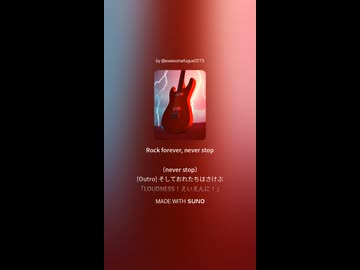 by @awesomefugue0773
Rock forever, never stop
(never stop)
[Outro] そしておれたちはさけぶ
「LOUDNESS！えいえんに！」
MADE WITH SUNO